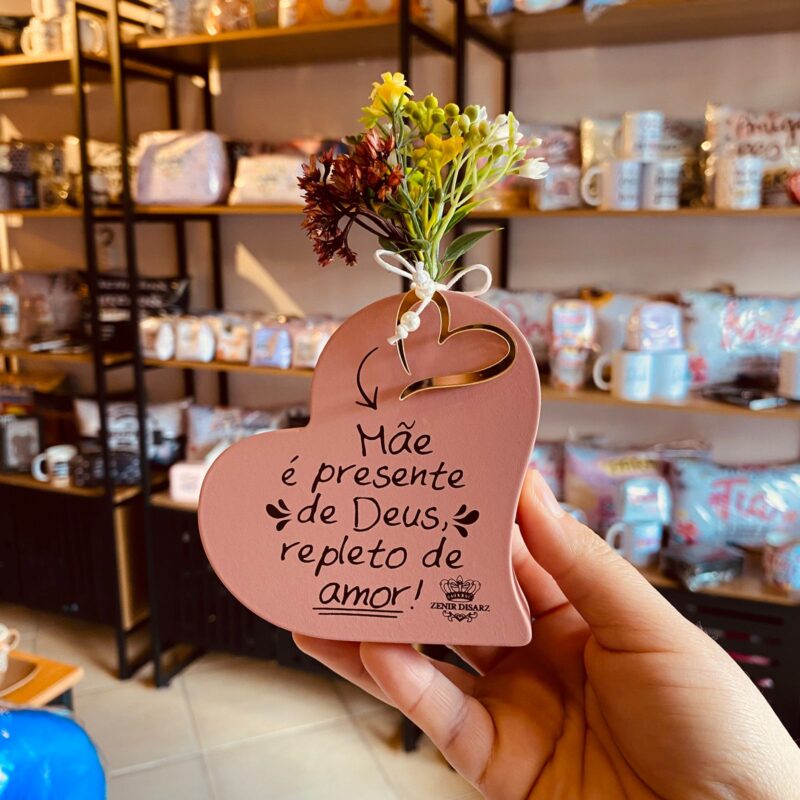 Mãe
é presente
de Deus,
repleto de
amor!
ZENIR DISARZ